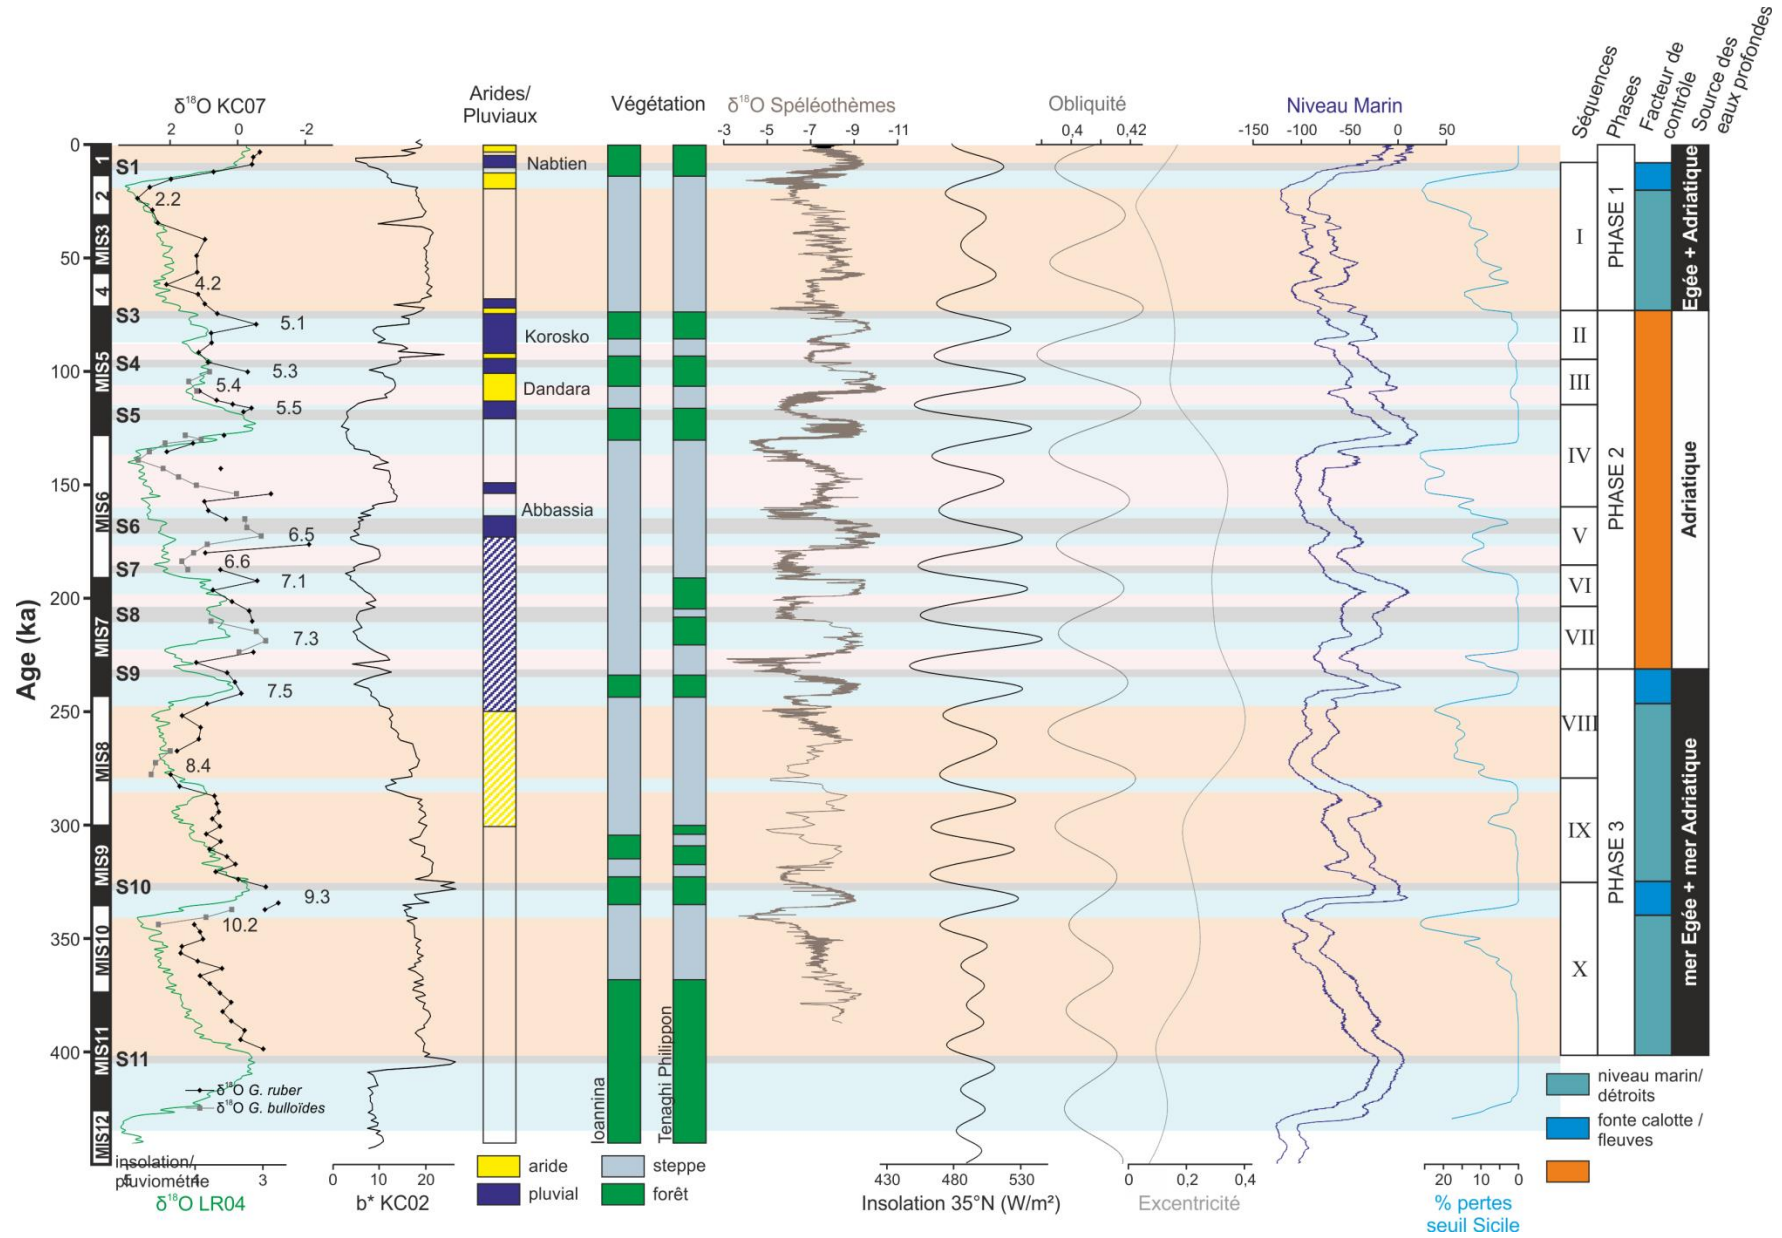 δ¹⁸O KC07
2 0 -2
Arides/
Pluviaux
Végétation
δ¹⁸O Spéléothèmes
-3 -5 -7 -9 -11
Obliquité
0,4 0,42
Niveau Marin
-150 -100 -50 0 50
Séquences
Phases
Facteur de
contrôle
Source des
eaux profondes
Age (ka)
0
50
100
150
200
250
300
350
400
1
2
MIS3
4
MIS5
MIS6
MIS7
MIS8
MIS9
MIS10
MIS11
MIS12
S1
S3
S4
S5
S6
S7
S8
S9
S10
S11
2.2
4.2
5.1
5.3
5.4
5.5
6.5
6.6
7.1
7.3
7.5
8.4
9.3
10.2
δ¹⁸O G. ruber
δ¹⁸O G. bulloïdes
Nabtien
Korosko
Dandara
Abbassia
Ioannina
Tenaghi Philippon
I
II
III
IV
V
VI
VII
VIII
IX
X
PHASE 1
PHASE 2
PHASE 3
Egée + Adriatique
Adriatique
mer Egée + mer Adriatique
niveau marin/
détroits
fonte calotte /
fleuves
insolation/
pluviométrie
5 4 3
δ¹⁸O LR04
0 10 20
b* KC02
aride
pluvial
steppe
forêt
430 480 530
Insolation 35°N (W/m²)
0 0,2 0,4
Excentricité
20 10 0
% pertes
seuil Sicile